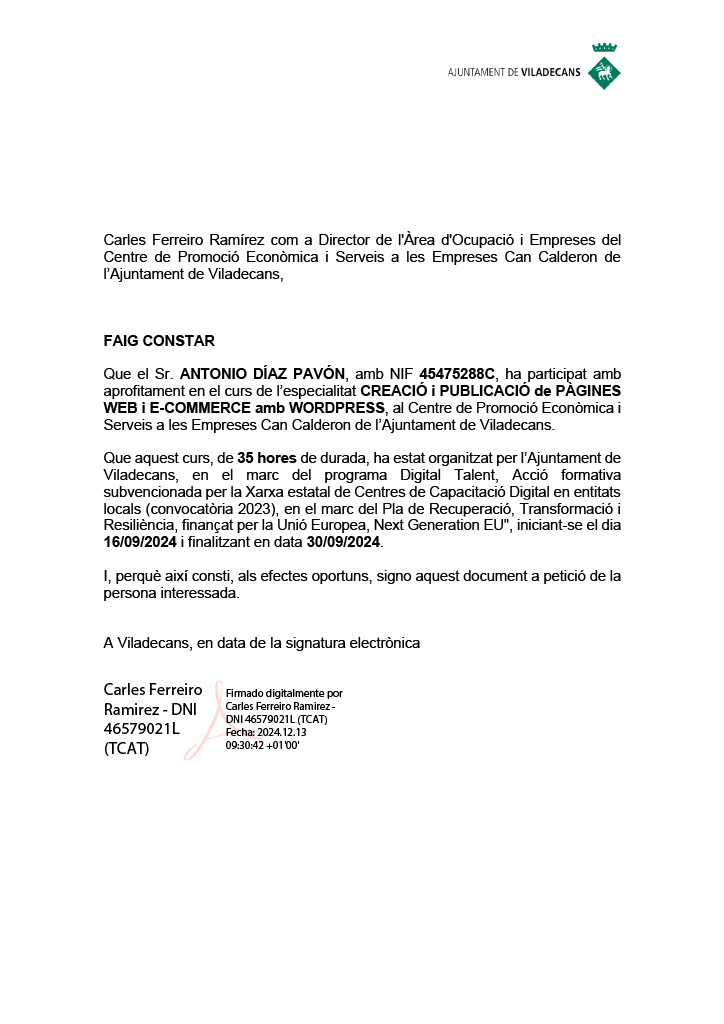 AJUNTAMENT DE VILADECANS
Carles Ferreiro Ramírez com a Director de l'Àrea d'Ocupació i Empreses del
Centre de Promoció Econòmica i Serveis a les Empreses Can Calderon de
l’Ajuntament de Viladecans,
FAIG CONSTAR
Que el Sr. ANTONIO DÍAZ PAVÓN, amb NIF 45475288C, ha participat amb
aprofitament en el curs de l’especialitat CREACIÓ i PUBLICACIÓ de PÀGINES
WEB i E-COMMERCE amb WORDPRESS, al Centre de Promoció Econòmica i
Serveis a les Empreses Can Calderon de l’Ajuntament de Viladecans.
Que aquest curs, de 35 hores de durada, ha estat organitzat per l’Ajuntament de
Viladecans, en el marc del programa Digital Talent, Acció formativa
subvencionada per la Xarxa estatal de Centres de Capacitació Digital en entitats
locals (convocatòria 2023), en el marc del Pla de Recuperació, Transformació i
Resiliència, finançat per la Unió Europea, Next Generation EU", iniciant-se el dia
16/09/2024 i finalitzant en data 30/09/2024.
I, perquè així consti, als efectes oportuns, signo aquest document a petició de la
persona interessada.
A Viladecans, en data de la signatura electrònica
Carles Ferreiro
Ramirez - DNI
46579021L
(TCAT)
Firmado digitalmente por
Carles Ferreiro Ramirez -
DNI 46579021L (TCAT)
Fecha: 2024.12.13
09:30:42 +01'00'